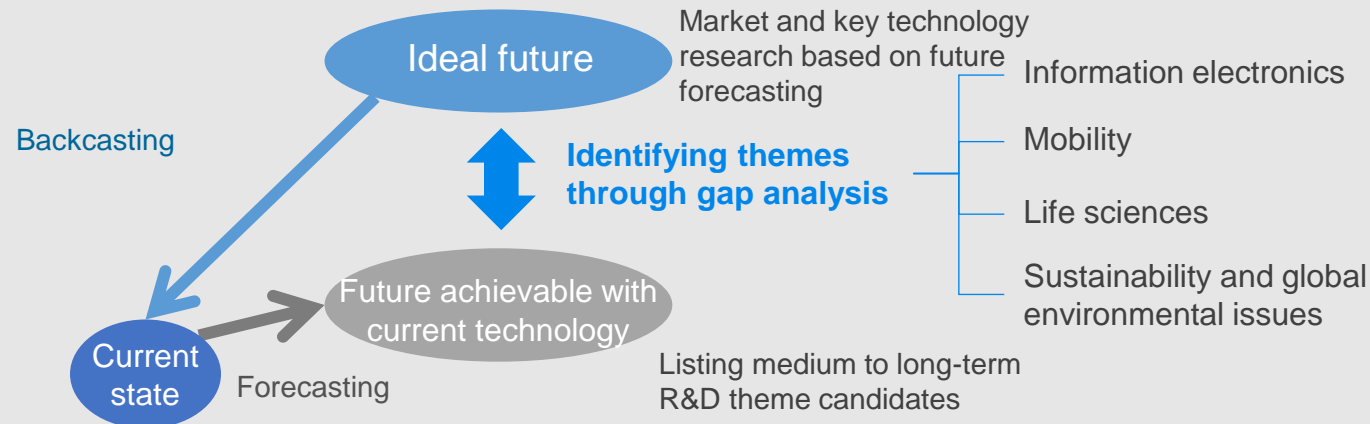 Ideal future
Market and key technology
research based on future
forecasting
Backcasting
Identifying themes
through gap analysis
Information electronics
Mobility
Life sciences
Sustainability and global
environmental issues
Future achievable with
current technology
Current
state
Forecasting
Listing medium to long-term
R&D theme candidates